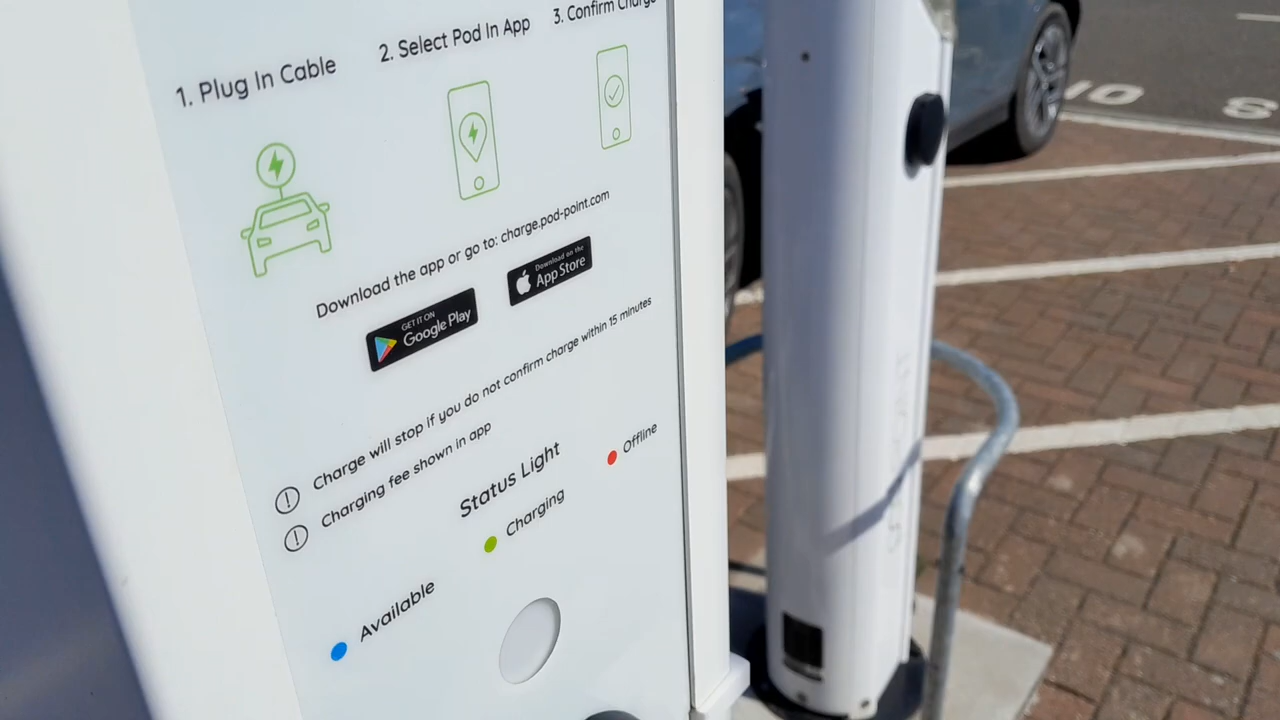 1. Plug In Cable
2. Select Pod In App
3. Confirm Charge
Download the app or go to: charge.pod-point.com
GET IT ON
Google Play
Download on the
App Store
Charge will stop if you do not confirm charge within 15 minutes
Charging fee shown in app
Status Light
Available
Charging
Offline
10